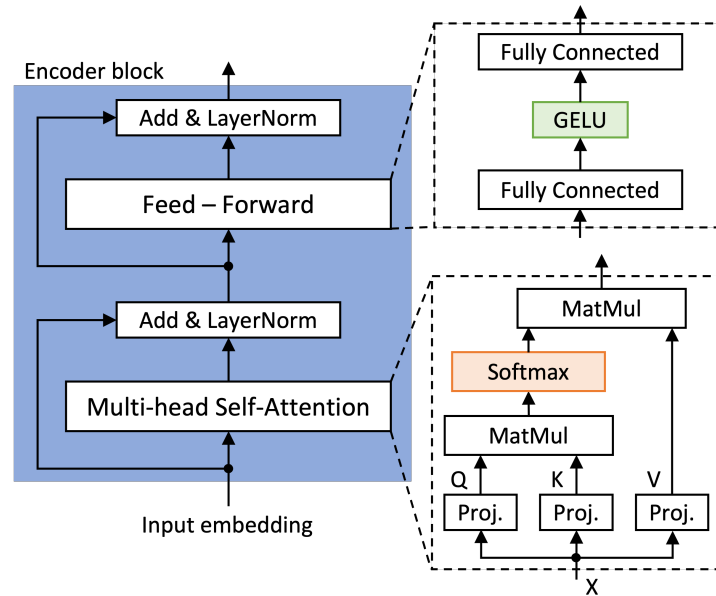 Encoder block
Add & LayerNorm
Feed – Forward
Add & LayerNorm
Multi-head Self-Attention
Input embedding
Fully Connected
GELU
Fully Connected
MatMul
Softmax
MatMul
Q K V
Proj. Proj. Proj.
X